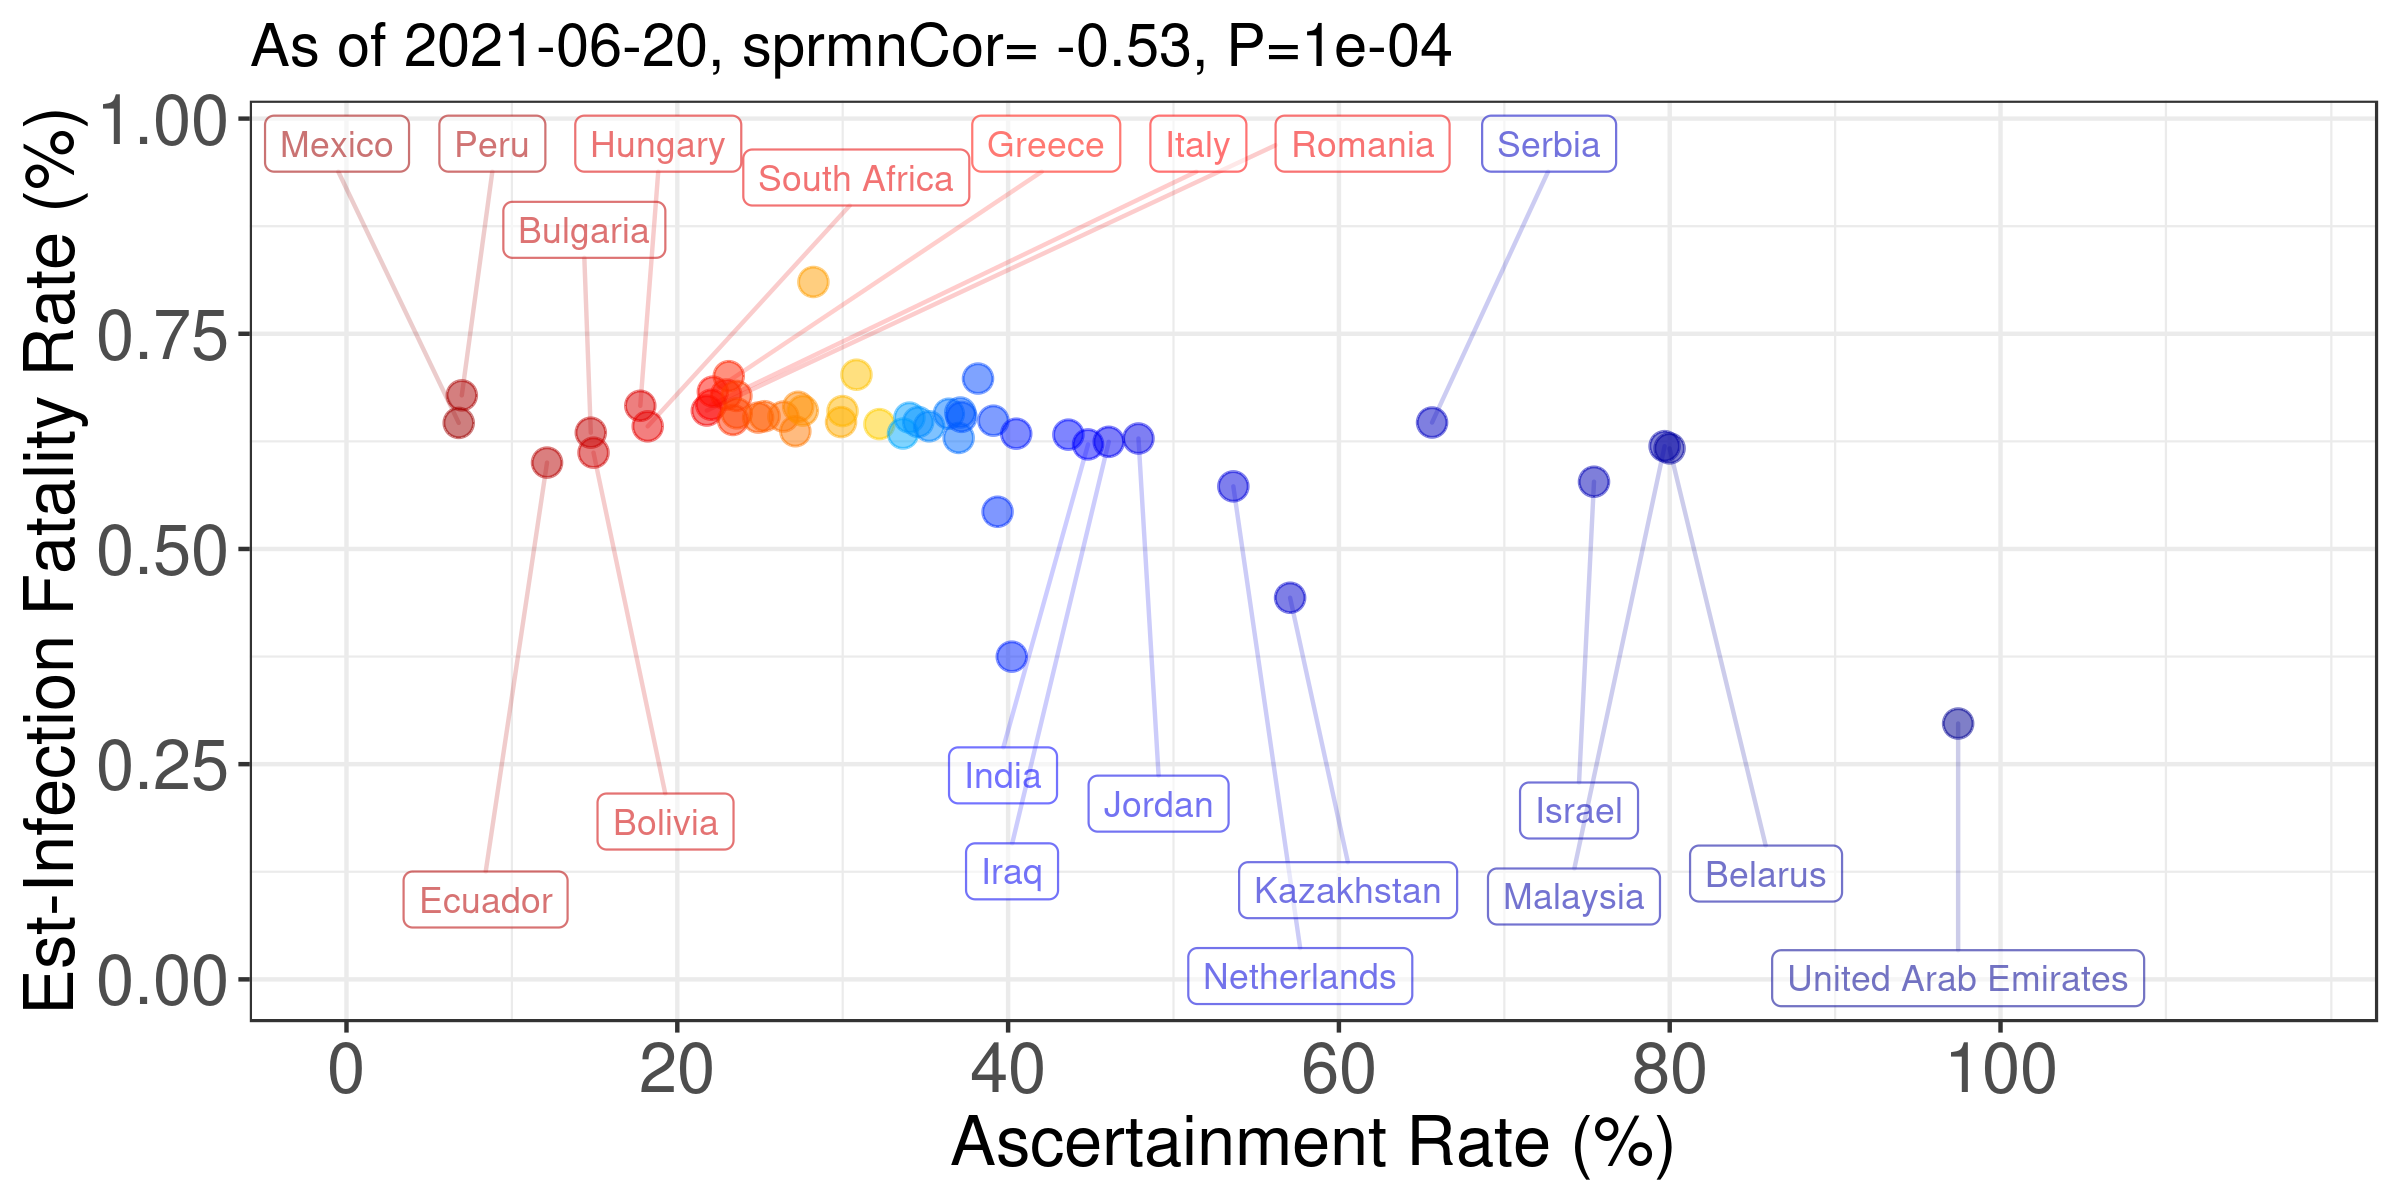 As of 2021-06-20, sprmnCor= -0.53, P=1e-04
Est-Infection Fatality Rate (%)
1.00
0.75
0.50
0.25
0.00
Mexico
Peru
Hungary
Greece
Italy
Romania
Serbia
South Africa
Bulgaria
India
Jordan
Israel
Bolivia
Iraq
Belarus
Kazakhstan
Malaysia
Ecuador
Netherlands
United Arab Emirates
0
20
40
60
80
100
Ascertainment Rate (%)